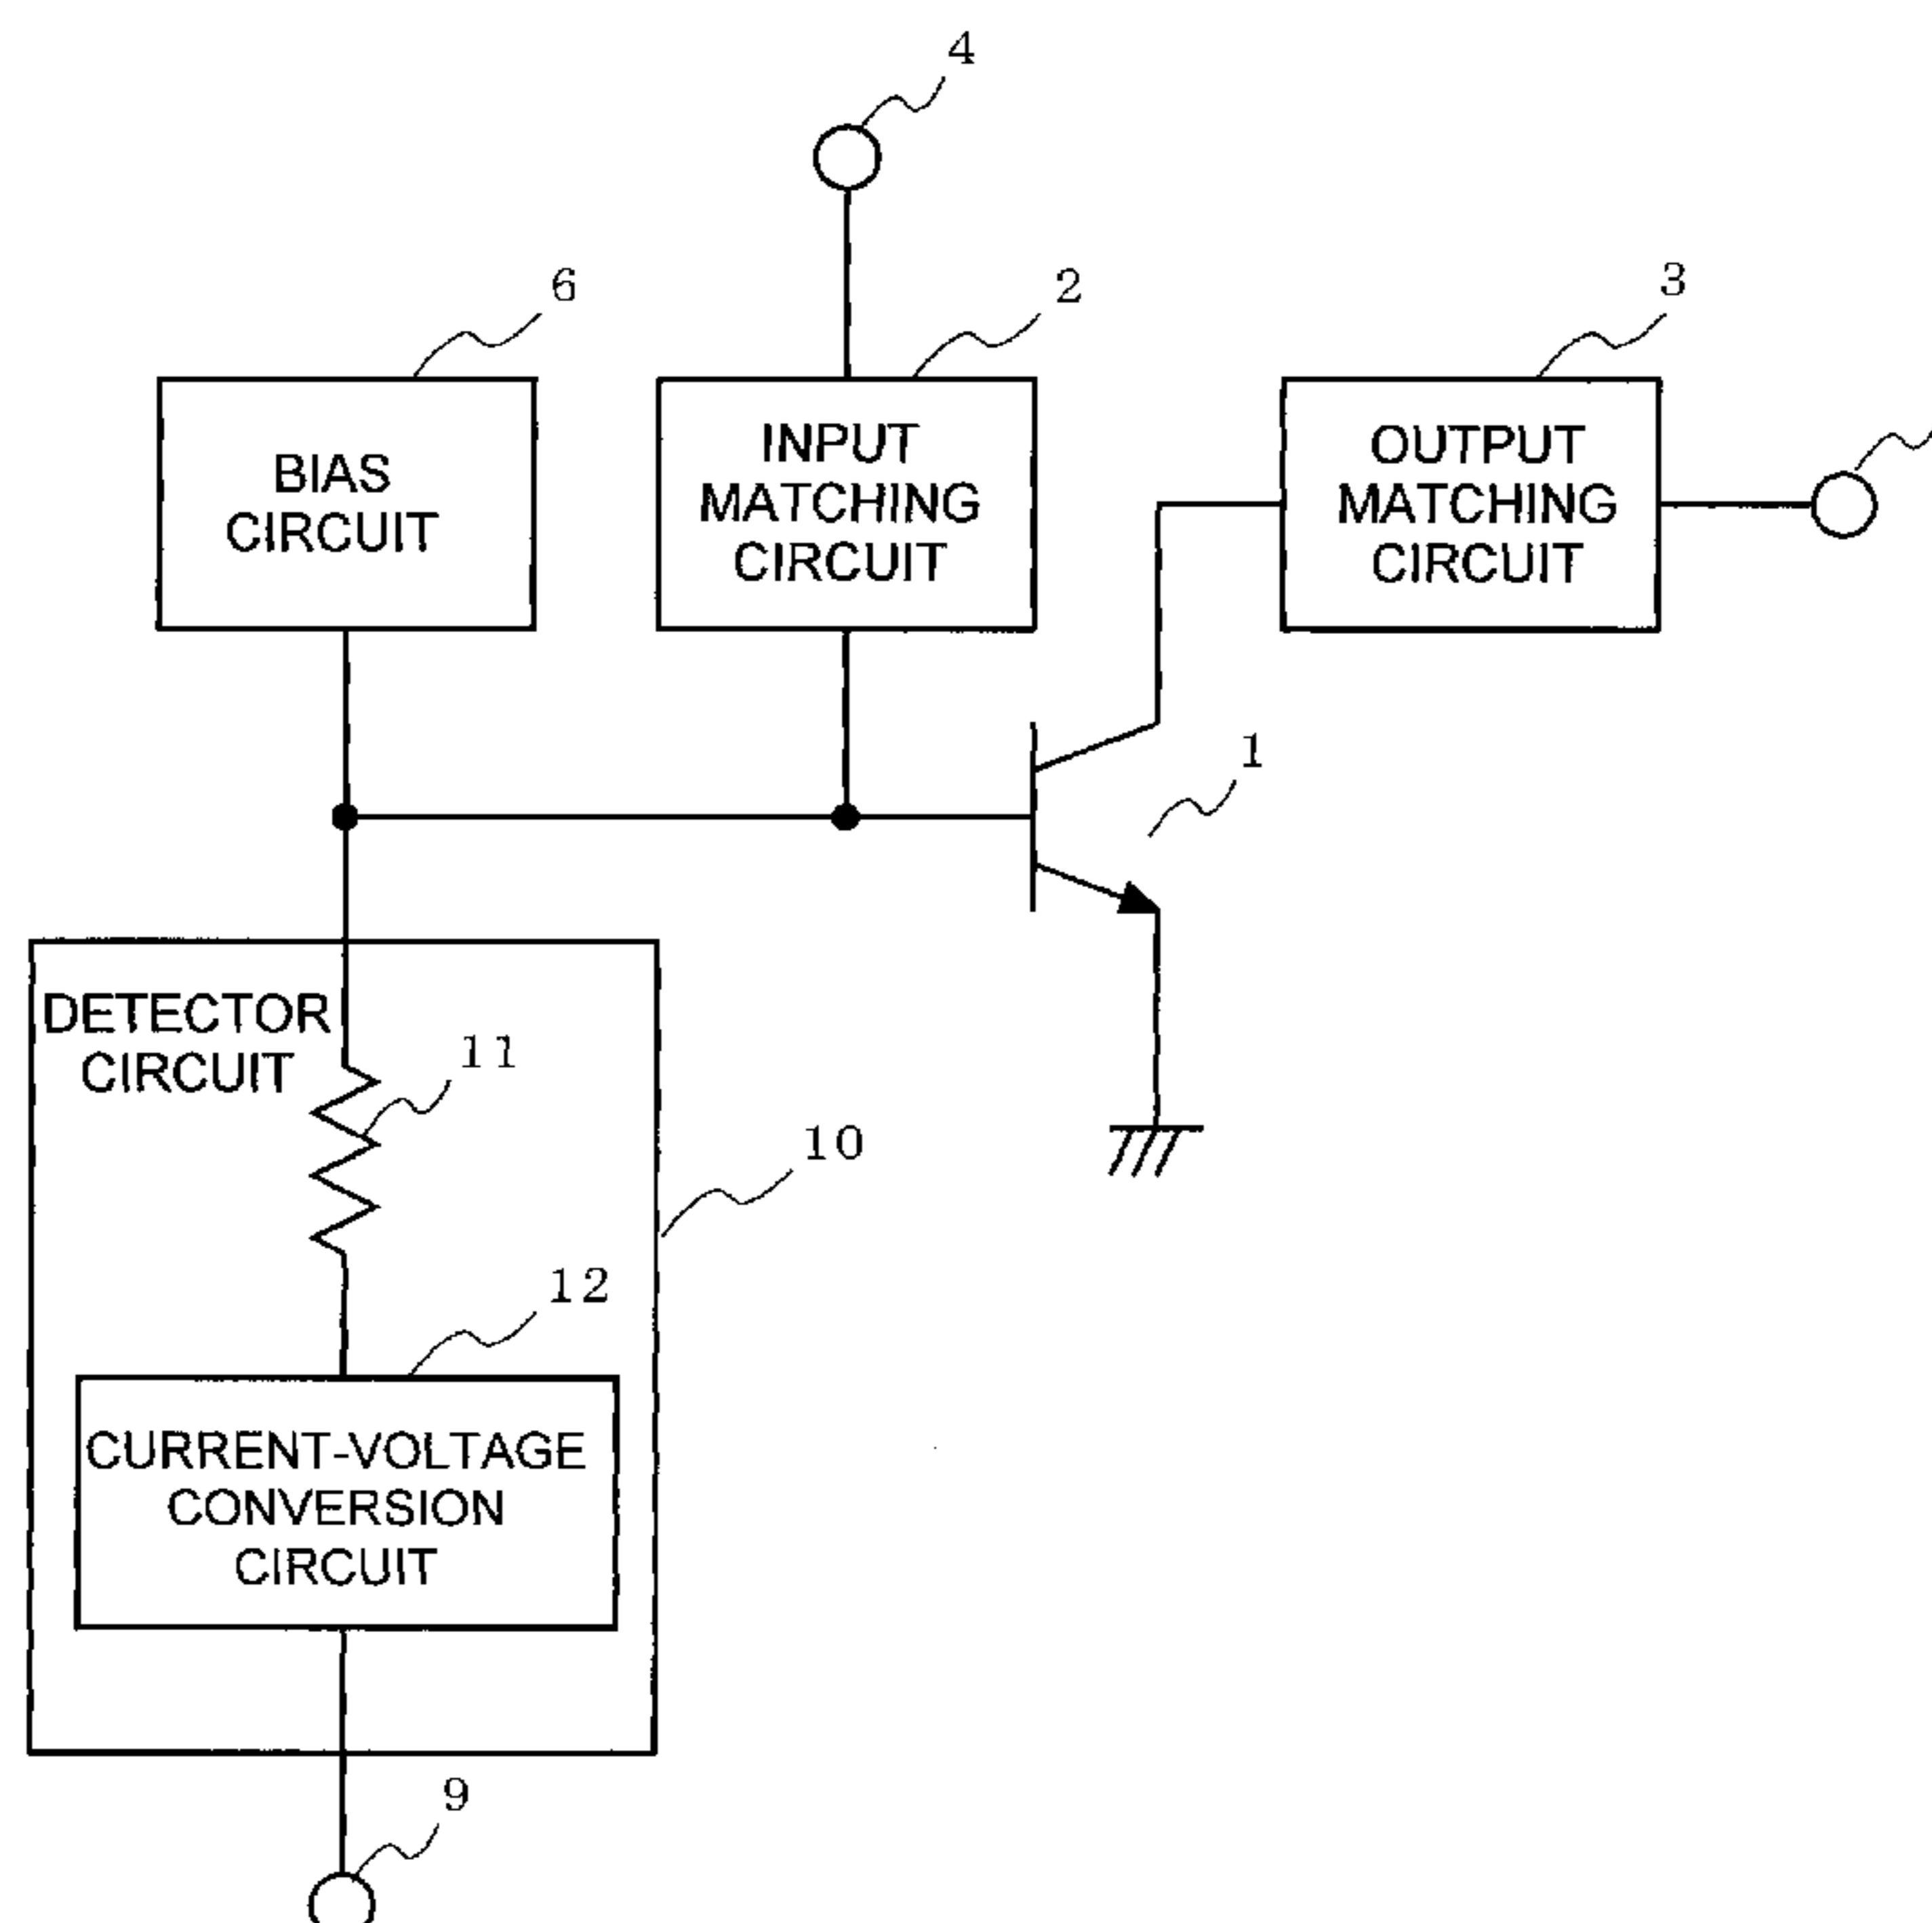 4
6
2
3
BIAS
CIRCUIT
INPUT
MATCHING
CIRCUIT
OUTPUT
MATCHING
CIRCUIT
1
DETECTOR
CIRCUIT
11
10
12
CURRENT-VOLTAGE
CONVERSION
CIRCUIT
9